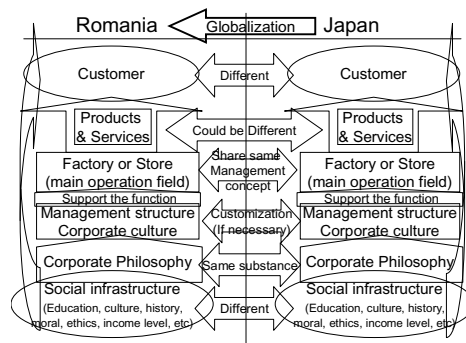 Romania
Globalization
Japan
Customer
Different
Customer
Products
& Services
Could be Different
Products
& Services
Factory or Store
(main operation field)
Share same
Management
concept
Factory or Store
(main operation field)
Support the function
Support the function
Management structure
Corporate culture
Customization
(If necessary)
Management structure
Corporate culture
Corporate Philosophy
Same substance
Corporate Philosophy
Social infrastructure
(Education, culture, history,
moral, ethics, income level, etc)
Different
Social infrastructure
(Education, culture, history,
moral, ethics, income level, etc)